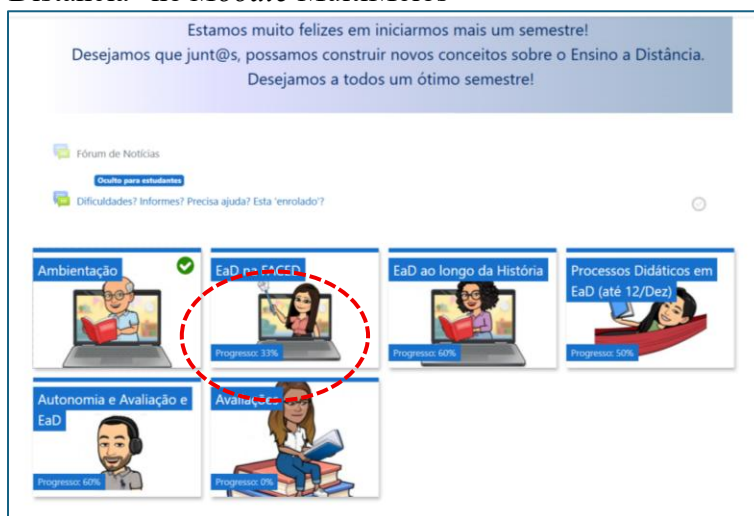 Estamos muito felizes em iniciarmos mais um semestre!
Desejamos que junt@s, possamos construir novos conceitos sobre o Ensino a Distância.
Desejamos a todos um ótimo semestre!
Fórum de Notícias
Oculto para estudantes
Dificuldades? Informes? Precisa ajuda? Esta 'enrolado'?
Ambientação
EaD na FACED
Progresso: 33%
EaD ao longo da História
Progresso: 60%
Processos Didáticos em
EaD (até 12/Dez)
Progresso: 50%
Autonomia e Avaliação e
EaD
Progresso: 60%
Avaliações
Progresso: 0%